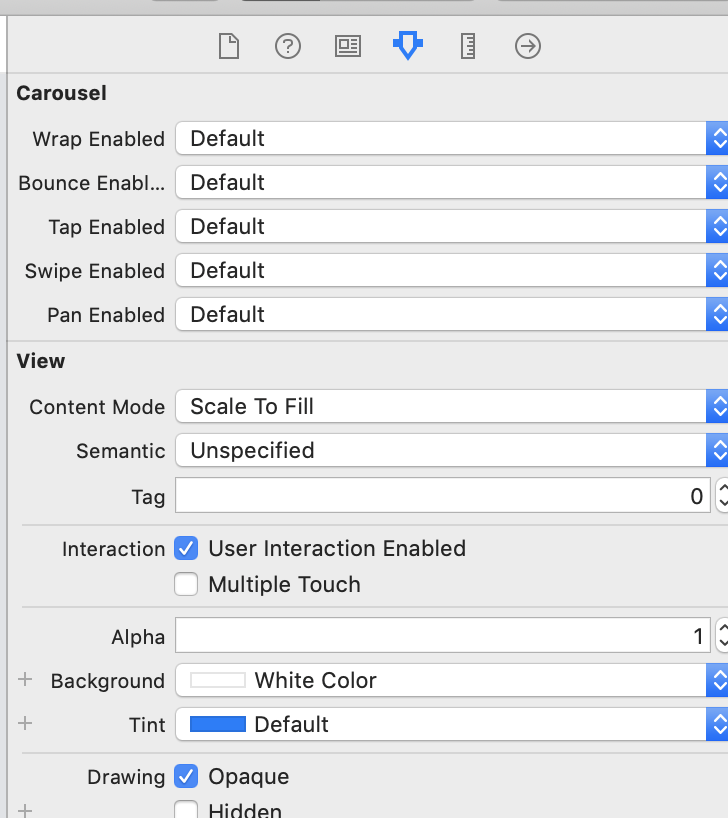 Carousel
Wrap Enabled Default
Bounce Enabl... Default
Tap Enabled Default
Swipe Enabled Default
Pan Enabled Default
View
Content Mode Scale To Fill
Semantic Unspecified
Tag 0
Interaction User Interaction Enabled
Multiple Touch
Alpha 1
+ Background White Color
+ Tint Default
Drawing Opaque
+ Hidden